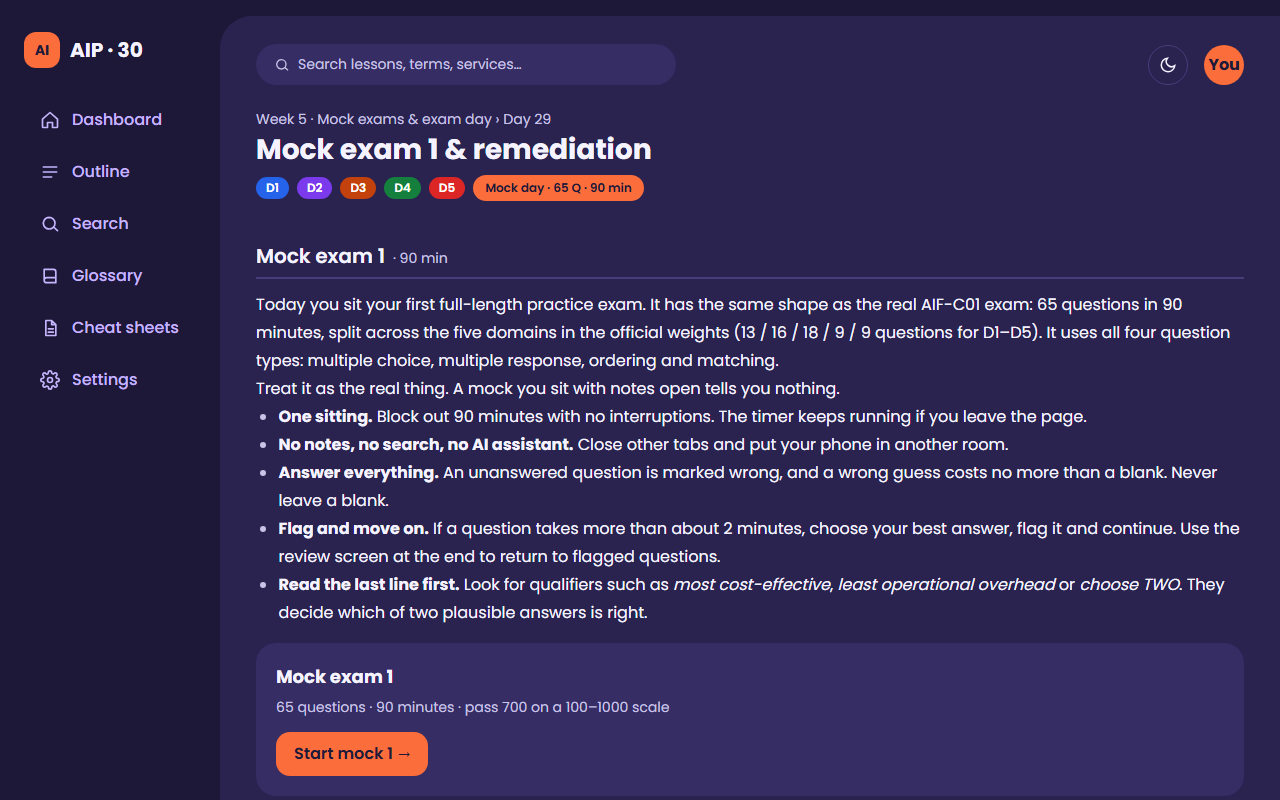 AI AIP · 30
Dashboard
Outline
Search
Glossary
Cheat sheets
Settings
Search lessons, terms, services…
You
Week 5 · Mock exams & exam day › Day 29
Mock exam 1 & remediation
D1 D2 D3 D4 D5 Mock day · 65 Q · 90 min
Mock exam 1 · 90 min
Today you sit your first full-length practice exam. It has the same shape as the real AIF-C01 exam: 65 questions in 90
minutes, split across the five domains in the official weights (13 / 16 / 18 / 9 / 9 questions for D1–D5). It uses all four question
types: multiple choice, multiple response, ordering and matching.
Treat it as the real thing. A mock you sit with notes open tells you nothing.
One sitting. Block out 90 minutes with no interruptions. The timer keeps running if you leave the page.
No notes, no search, no AI assistant. Close other tabs and put your phone in another room.
Answer everything. An unanswered question is marked wrong, and a wrong guess costs no more than a blank. Never
leave a blank.
Flag and move on. If a question takes more than about 2 minutes, choose your best answer, flag it and continue. Use the
review screen at the end to return to flagged questions.
Read the last line first. Look for qualifiers such as most cost-effective, least operational overhead or choose TWO. They
decide which of two plausible answers is right.
Mock exam 1
65 questions · 90 minutes · pass 700 on a 100–1000 scale
Start mock 1 →